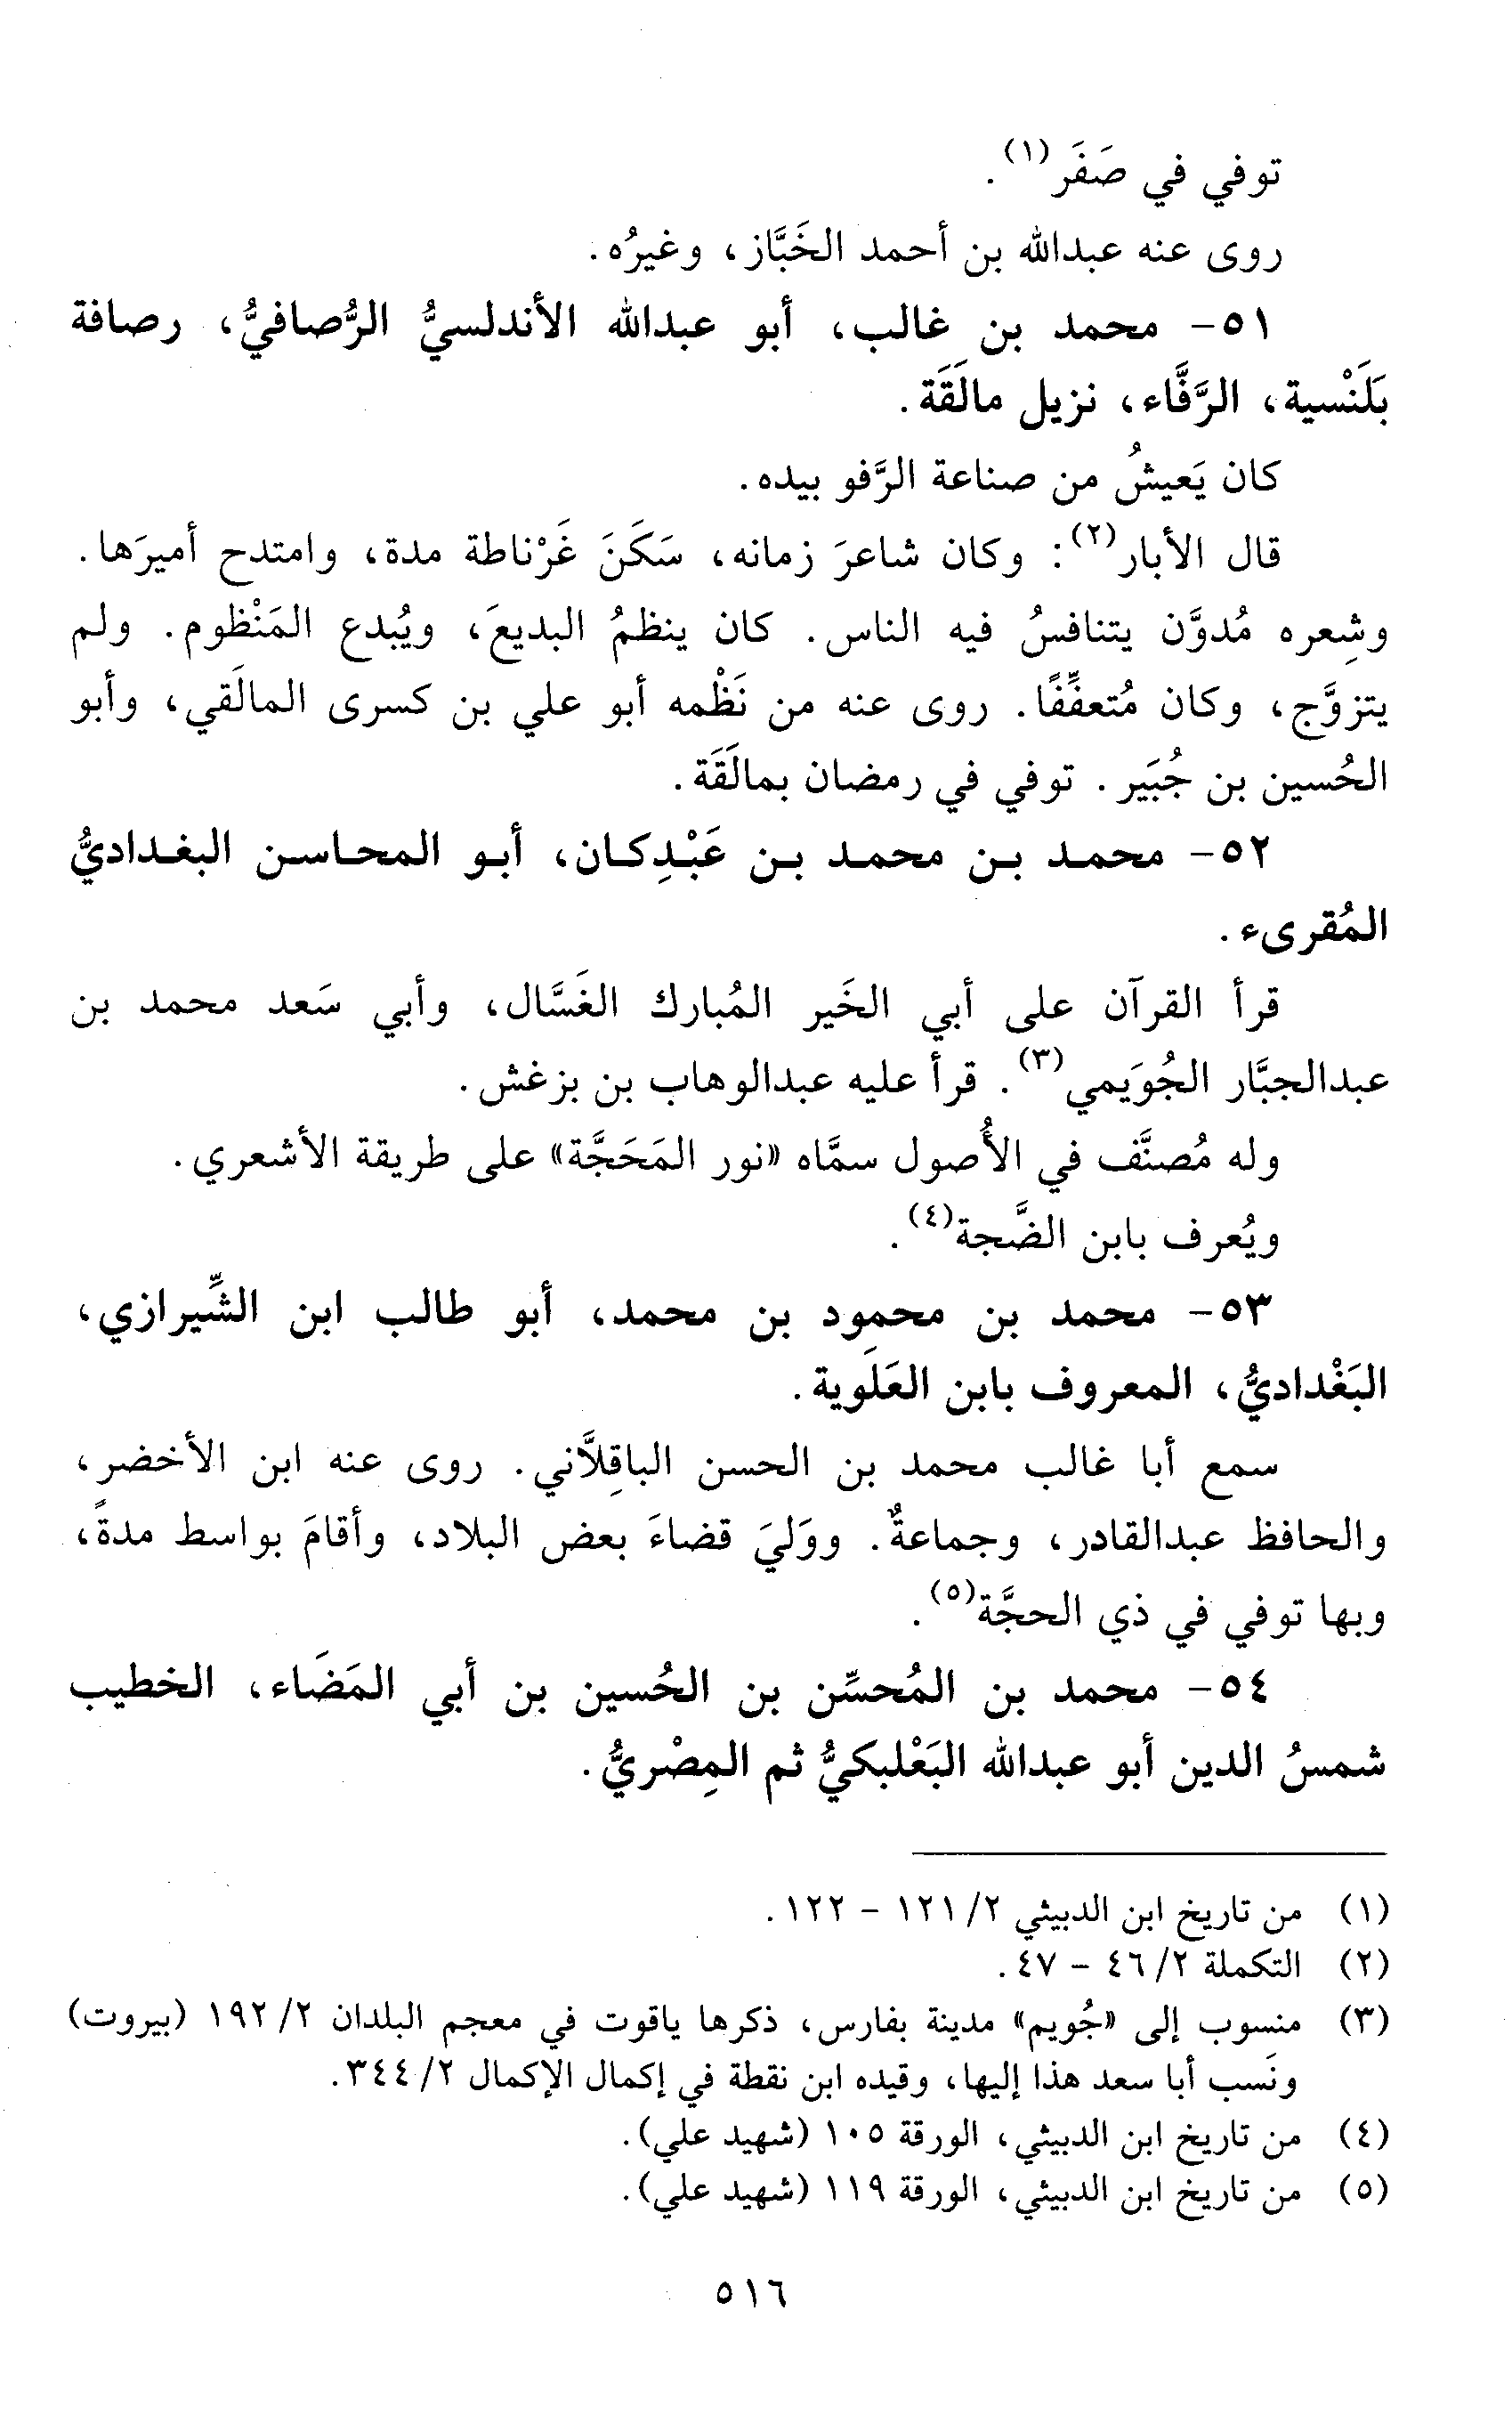 توفي في صَفَر(١).
روى عنه عبدالله بن أحمد الخَبَّاز، وغيرُه.
٥١- محمد بن غالب، أبو عبدالله الأندلسيُّ الرُّصافيُّ، رصافة
بَلَنْسية، الرَّفَّاء، نزيل مالَقَة.
كان يَعيشُ من صناعة الرَّفو بيده.
قال الأبار(٢): وكان شاعرَ زمانه، سَكَنَ غَرْناطة مدة، وامتدح أميرَها.
وشِعره مُدوَّن يتنافسُ فيه الناس. كان ينظمُ البديعَ، ويُبدع المَنْظوم. ولم
يتزوَّج، وكان مُتعفِّفًا. روى عنه من نَظْمه أبو علي بن كسرى المالَقي، وأبو
الحُسين بن جُبَير. توفي في رمضان بمالَقَة.
٥٢- محمد بن محمد بن عَبْدِكان، أبو المحاسن البغداديُّ
المُقرىء.
قرأ القرآن على أبي الخَير المُبارك الغَسَّال، وأبي سَعد محمد بن
عبدالجبَّار الجُوَيمي(٣). قرأ عليه عبدالوهاب بن بزغش.
وله مُصنَّف في الأُصول سمَّاه «نور المَحَجَّة» على طريقة الأشعري.
ويُعرف بابن الضَّجة(٤).
٥٣- محمد بن محمود بن محمد، أبو طالب ابن الشِّيرازي،
البَغْداديُّ، المعروف بابن العَلَوية.
سمع أبا غالب محمد بن الحسن الباقِلاَّني. روى عنه ابن الأخضر،
والحافظ عبدالقادر، وجماعةٌ. ووَليَ قضاءَ بعض البلاد، وأقامَ بواسط مدةً،
وبها توفي في ذي الحجَّة(٥).
٥٤- محمد بن المُحسِّن بن الحُسين بن أبي المَضَاء، الخطيب
شمسُ الدين أبو عبدالله البَعْلبكيُّ ثم المِصْريُّ.
(١) من تاريخ ابن الدبيثي ٢/ ١٢١ - ١٢٢.
(٢) التكملة ٢/ ٤٦ - ٤٧.
(٣) منسوب إلى «جُويم» مدينة بفارس، ذكرها ياقوت في معجم البلدان ٢/ ١٩٢ (بيروت)
ونَسب أبا سعد هذا إليها، وقيده ابن نقطة في إكمال الإكمال ٢/ ٣٤٤.
(٤) من تاريخ ابن الدبيثي، الورقة ١٠٥ (شهيد علي).
(٥) من تاريخ ابن الدبيثي، الورقة ١١٩ (شهيد علي).
٥١٦